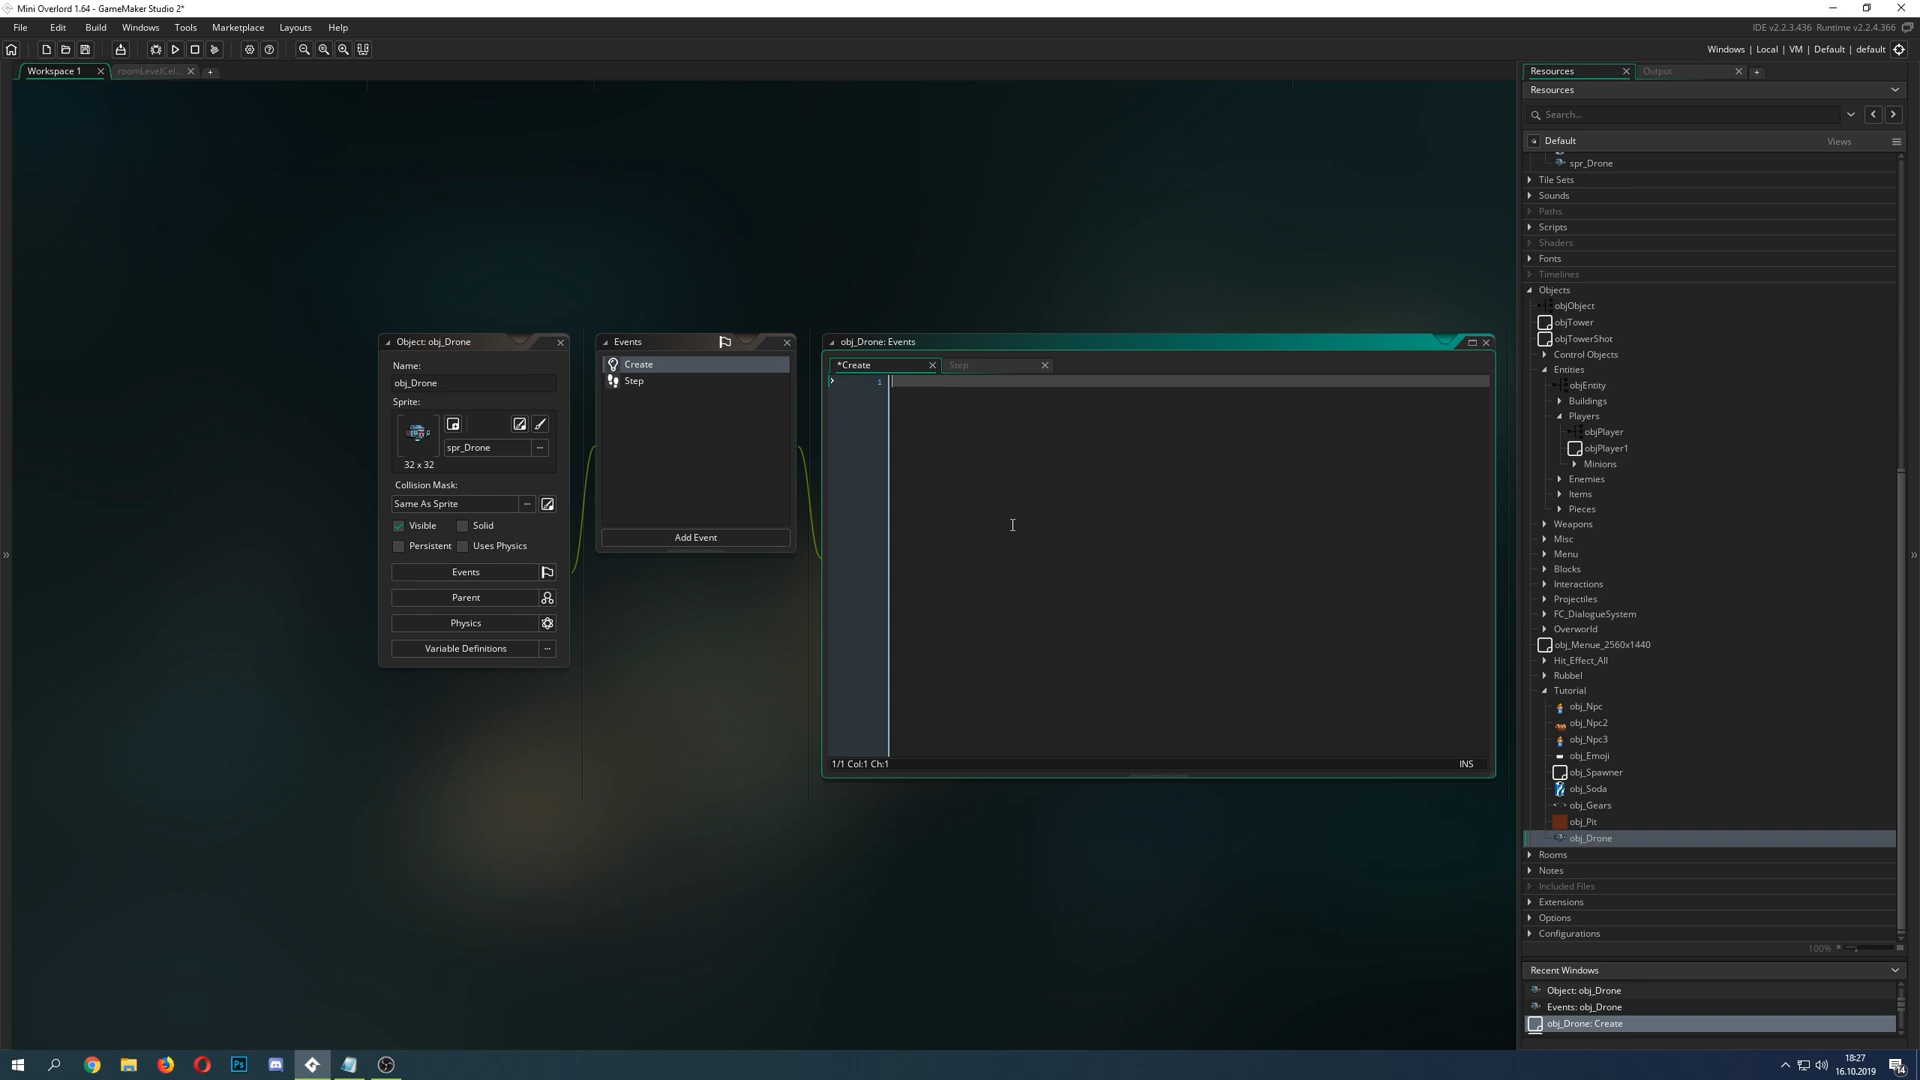 Mini Overlord 1.64 - GameMaker Studio 2*
File Edit Build Windows Tools Marketplace Layouts Help
IDE v2.2.3.436 Runtime v2.2.4.366
Windows | Local | VM | Default | default
Workspace 1
roomLevelCel...
Resources
Output
Resources
Search...
Default
Views
spr_Drone
Tile Sets
Sounds
Paths
Scripts
Shaders
Fonts
Timelines
Objects
objObject
objTower
objTowerShot
Control Objects
Entities
objEntity
Buildings
Players
objPlayer
objPlayer1
Minions
Enemies
Items
Pieces
Weapons
Misc
Menu
Blocks
Interactions
Projectiles
FC_DialogueSystem
Overworld
obj_Menue_2560x1440
Hit_Effect_All
Rubbel
Tutorial
obj_Npc
obj_Npc2
obj_Npc3
obj_Emoji
obj_Spawner
obj_Soda
obj_Gears
obj_Pit
obj_Drone
Rooms
Notes
Included Files
Extensions
Options
Configurations
100%
Recent Windows
Object: obj_Drone
Events: obj_Drone
obj_Drone: Create
Object: obj_Drone
Name:
obj_Drone
Sprite:
spr_Drone
32 x 32
Collision Mask:
Same As Sprite
Visible
Solid
Persistent
Uses Physics
Events
Parent
Physics
Variable Definitions
Events
Create
Step
Add Event
obj_Drone: Events
*Create
Step
1
1/1 Col:1 Ch:1
INS
Ps
18:27
16.10.2019
14